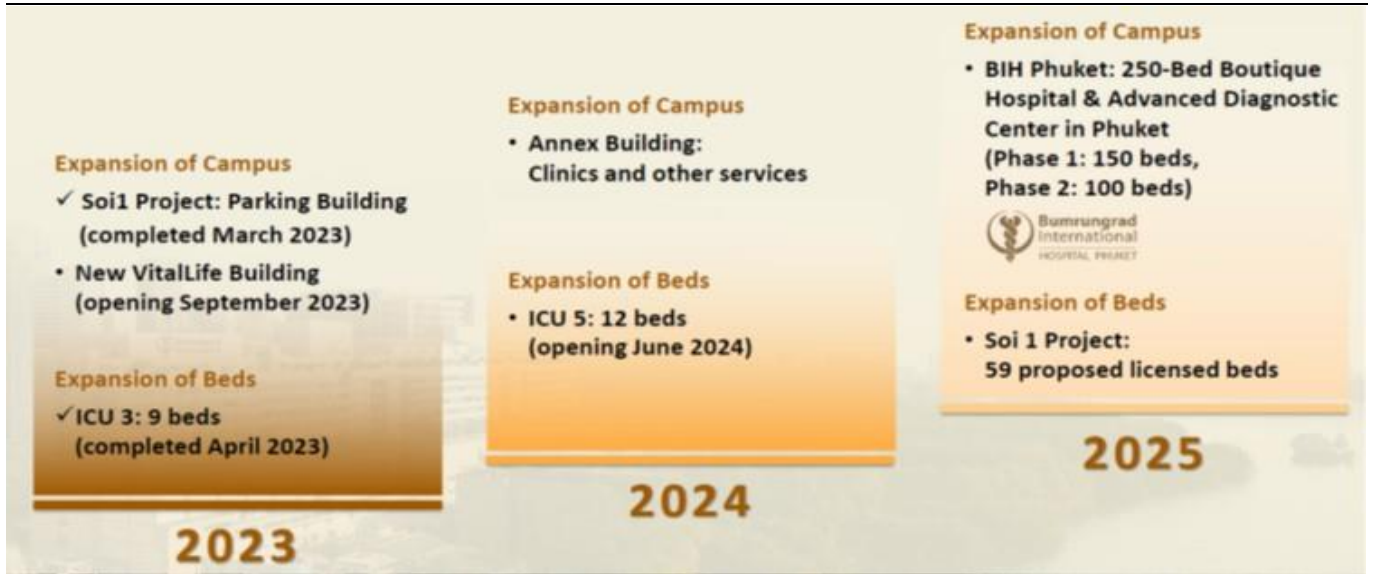 Expansion of Campus
✓ Soi1 Project: Parking Building
(completed March 2023)
• New VitalLife Building
(opening September 2023)
Expansion of Beds
✓ICU 3: 9 beds
(completed April 2023)
2023
Expansion of Campus
• Annex Building:
Clinics and other services
Expansion of Beds
• ICU 5: 12 beds
(opening June 2024)
2024
Expansion of Campus
• BIH Phuket: 250-Bed Boutique
Hospital & Advanced Diagnostic
Center in Phuket
(Phase 1: 150 beds,
Phase 2: 100 beds)
Bumrungrad
International
HOSPITAL PHUKET
Expansion of Beds
• Soi 1 Project:
59 proposed licensed beds
2025